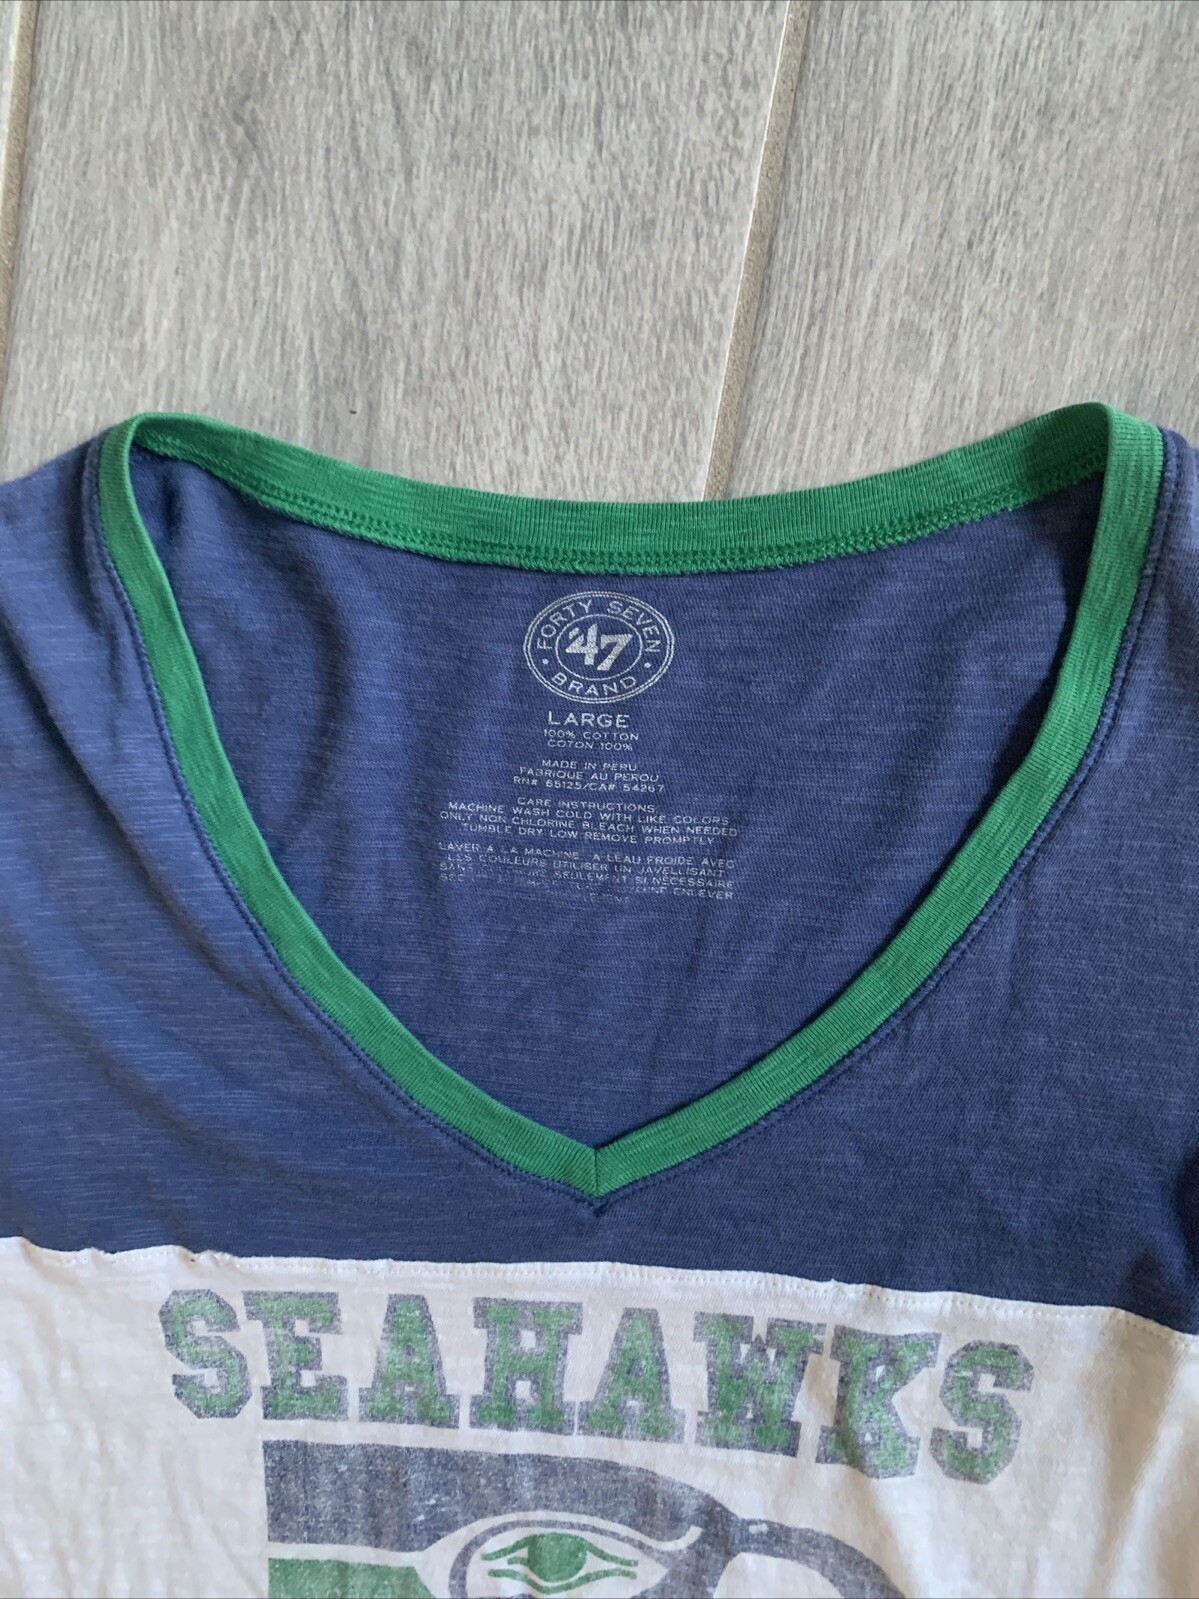 FORTY SEVEN
47
BRAND
LARGE
100% COTTON
COTON 100%
MADE IN PERU
FABRIQUE AU PEROU
RN# 65125/CA# 54267
CARE INSTRUCTIONS
MACHINE WASH COLD WITH LIKE COLORS
ONLY NON CHLORINE BLEACH WHEN NEEDED
TUMBLE DRY LOW REMOVE PROMPTLY
LAVER A LA MACHINE, A LEAU FROIDE AVEC
LES COULEURS UTILISER UN JAVELLISANT
SEULEMENT SI NECESSAIRE
ENLEVER
SEAHAWKS